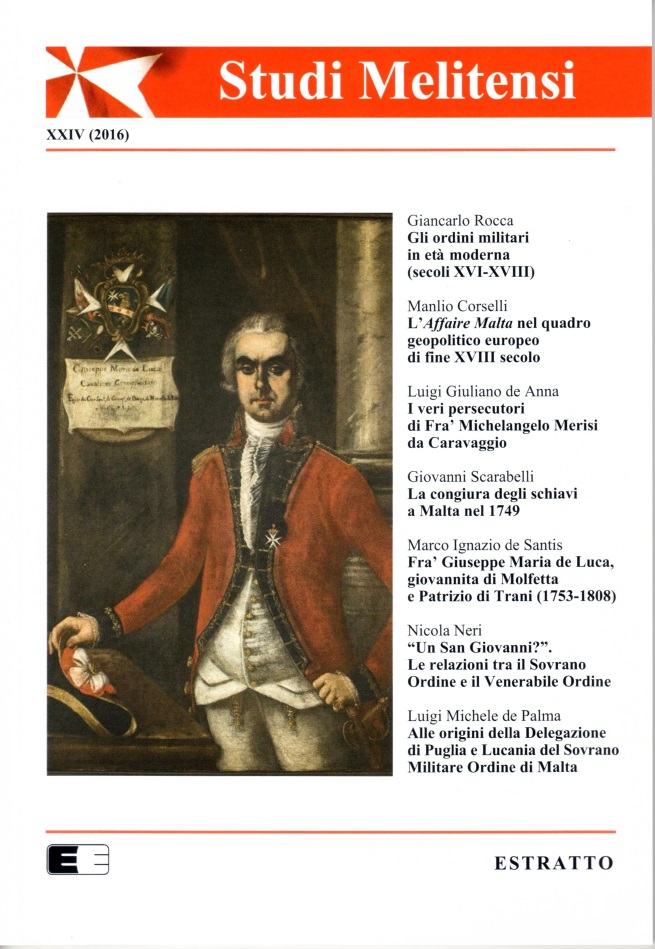 Studi Melitensi
XXIV (2016)
Giancarlo Rocca
Gli ordini militari
in età moderna
(secoli XVI-XVIII)
Manlio Corselli
L'Affaire Malta nel quadro
geopolitico europeo
di fine XVIII secolo
Luigi Giuliano de Anna
I veri persecutori
di Fra' Michelangelo Merisi
da Caravaggio
Giovanni Scarabelli
La congiura degli schiavi
a Malta nel 1749
Marco Ignazio de Santis
Fra' Giuseppe Maria de Luca,
giovannita di Molfetta
e Patrizio di Trani (1753-1808)
Nicola Neri
“Un San Giovanni?”.
Le relazioni tra il Sovrano
Ordine e il Venerabile Ordine
Luigi Michele de Palma
Alle origini della Delegazione
di Puglia e Lucania del Sovrano
Militare Ordine di Malta
ESTRATTO